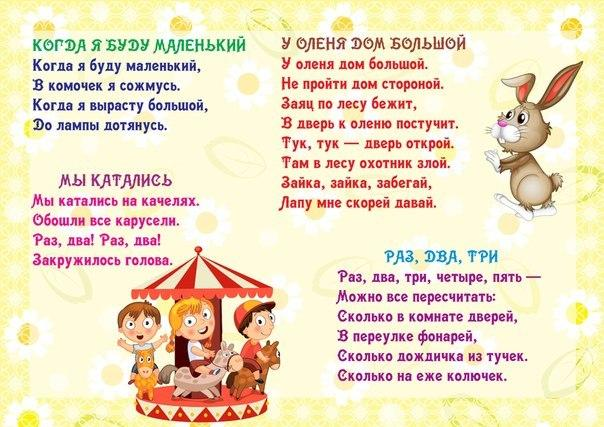 КОГДА Я БУДУ МАЛЕНЬКИЙ
Когда я буду маленький,
В комочек я сожмусь.
Когда я вырасту большой,
До лампы дотянусь.
МЫ КАТАЛИСЬ
Мы катались на качелях.
Обошли все карусели.
Раз, два! Раз, два!
Закружилось голова.
У ОЛЕНЯ ДОМ БОЛЬШОЙ
У оленя дом большой.
Не пройти дом стороной.
Заяц по лесу бежит,
В дверь к оленю постучит.
Тук, тук — дверь открой.
Там в лесу охотник злой.
Зайка, зайка, забегай,
Лапу мне скорей давай.
РАЗ, ДВА, ТРИ
Раз, два, три, четыре, пять —
Можно все пересчитать:
Сколько в комнате дверей,
В переулке фонарей,
Сколько дождичка из тучек.
Сколько на еже колючек.